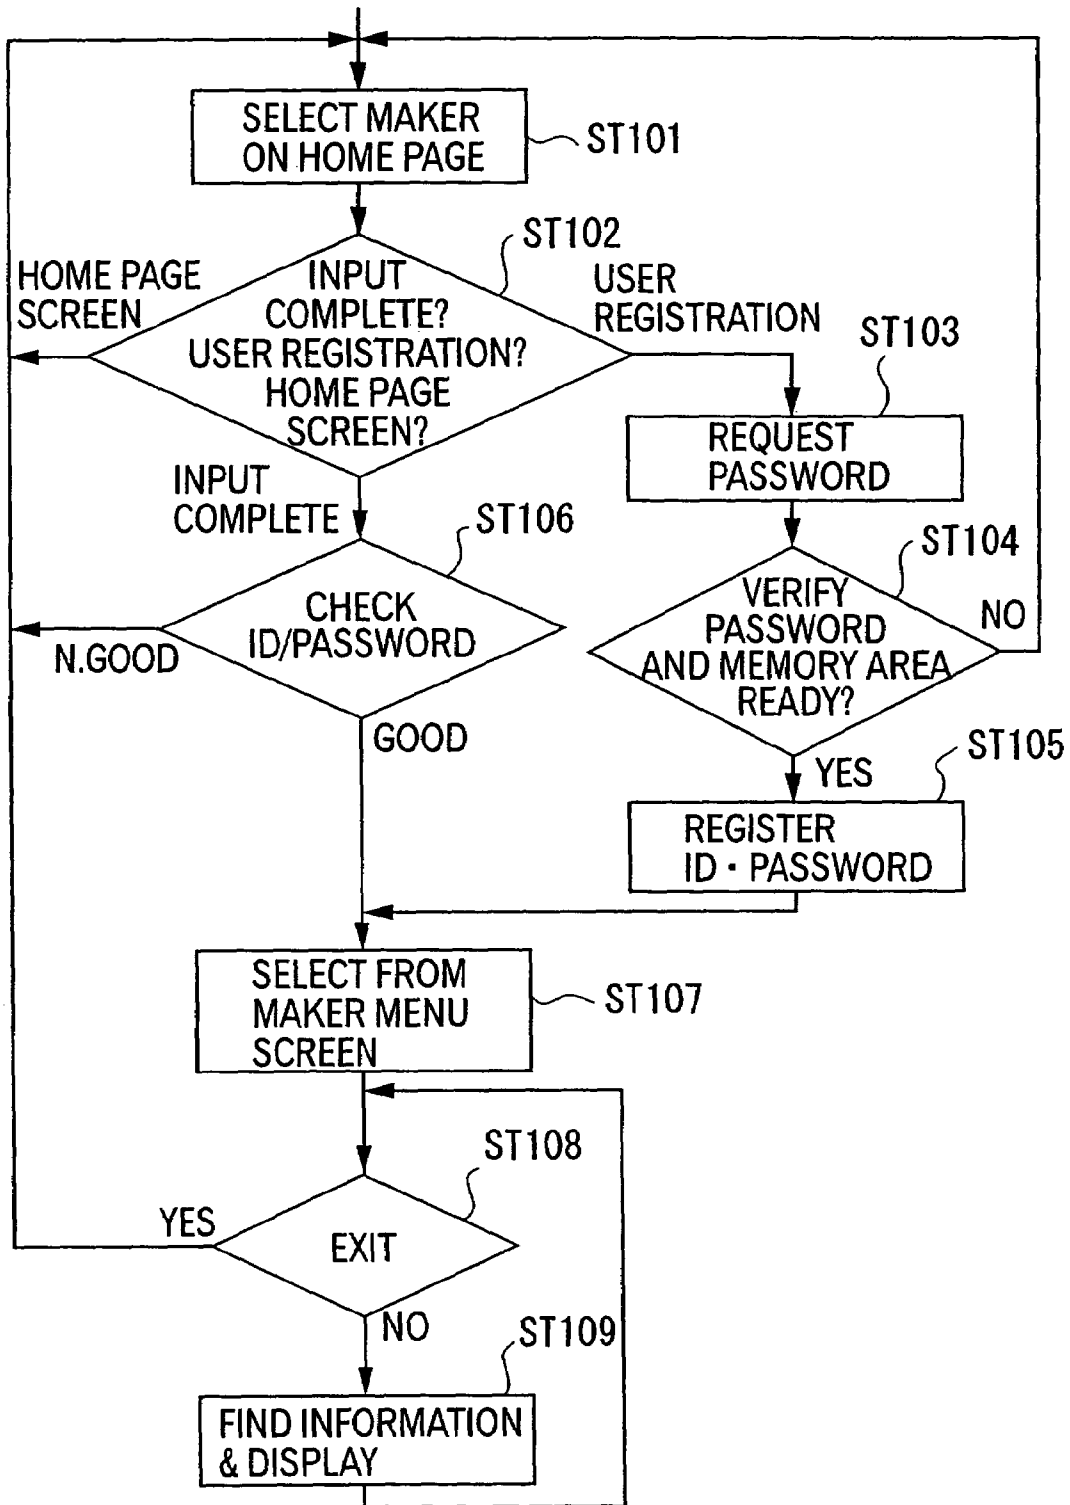 SELECT MAKER
ON HOME PAGE
ST101
ST102
HOME PAGE
SCREEN
INPUT
COMPLETE?
USER REGISTRATION?
HOME PAGE
SCREEN?
USER
REGISTRATION
ST103
REQUEST
PASSWORD
INPUT
COMPLETE
ST106
CHECK
ID/PASSWORD
N.GOOD
GOOD
ST104
VERIFY
PASSWORD
AND MEMORY AREA
READY?
NO
YES
ST105
REGISTER
ID・PASSWORD
SELECT FROM
MAKER MENU
SCREEN
ST107
ST108
YES
EXIT
NO
ST109
FIND INFORMATION
& DISPLAY